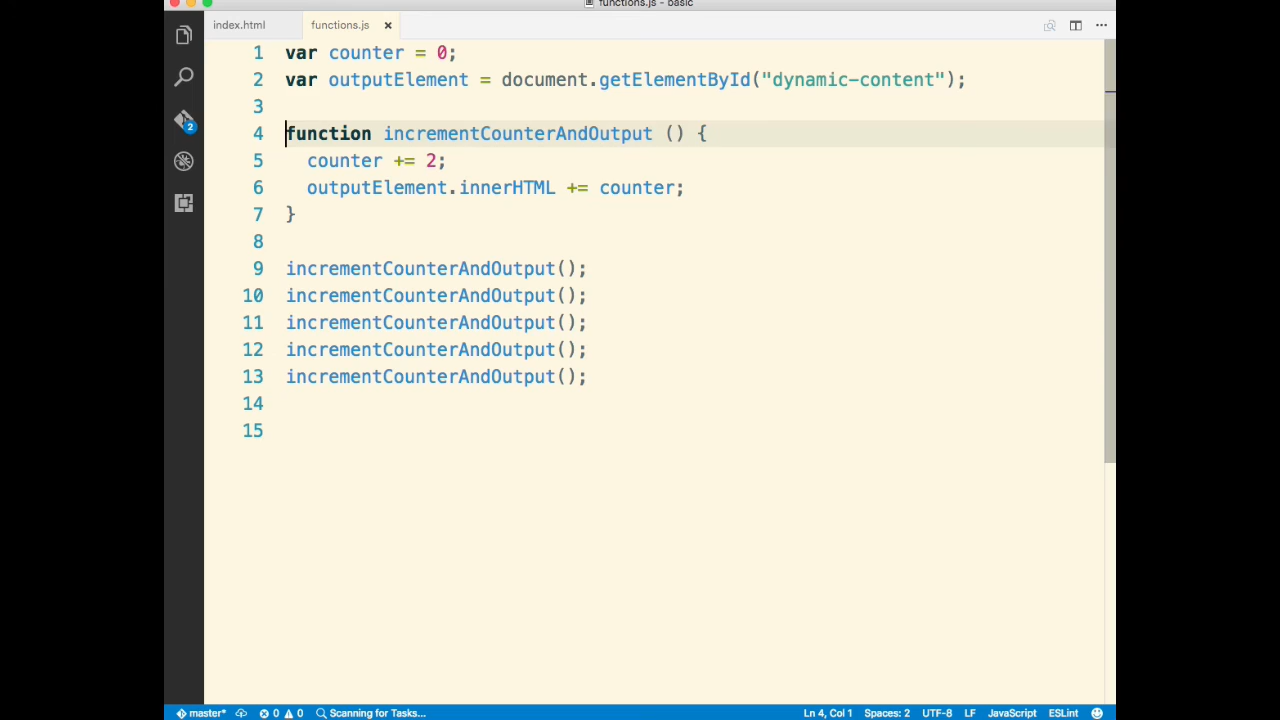 functions.js - basic
index.html functions.js ×
1 var counter = 0;
2 var outputElement = document.getElementById("dynamic-content");
3
4 function incrementCounterAndOutput () {
5   counter += 2;
6   outputElement.innerHTML += counter;
7 }
8
9 incrementCounterAndOutput();
10 incrementCounterAndOutput();
11 incrementCounterAndOutput();
12 incrementCounterAndOutput();
13 incrementCounterAndOutput();
14
15
2
master* 0 0 Scanning for Tasks... Ln 4, Col 1 Spaces: 2 UTF-8 LF JavaScript ESLint